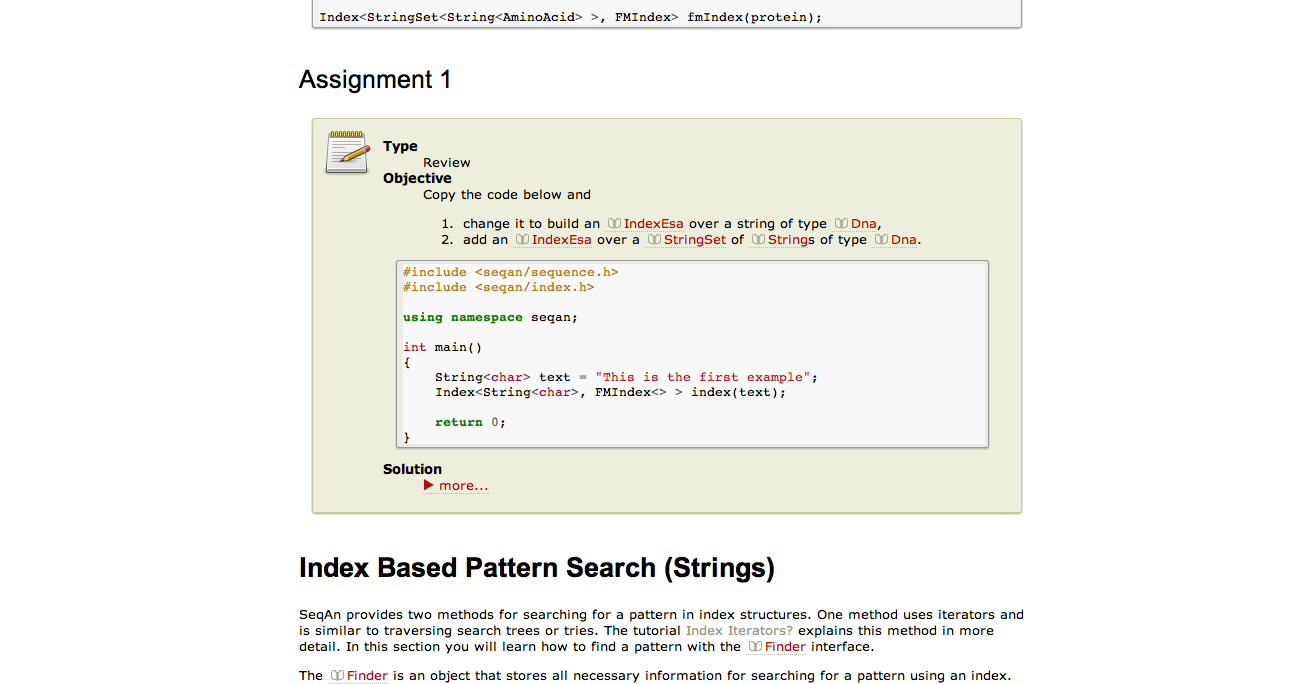 Index<StringSet<String<AminoAcid> >, FMIndex> fmIndex(protein);
Assignment 1
Type
Review
Objective
Copy the code below and
1. change it to build an IndexEsa over a string of type Dna,
2. add an IndexEsa over a StringSet of Strings of type Dna.
#include <seqan/sequence.h>
#include <seqan/index.h>
using namespace seqan;
int main()
{
    String<char> text = "This is the first example";
    Index<String<char>, FMIndex<> > index(text);
    return 0;
}
Solution
more...
Index Based Pattern Search (Strings)
SeqAn provides two methods for searching for a pattern in index structures. One method uses iterators and
is similar to traversing search trees or tries. The tutorial Index Iterators? explains this method in more
detail. In this section you will learn how to find a pattern with the Finder interface.
The Finder is an object that stores all necessary information for searching for a pattern using an index.